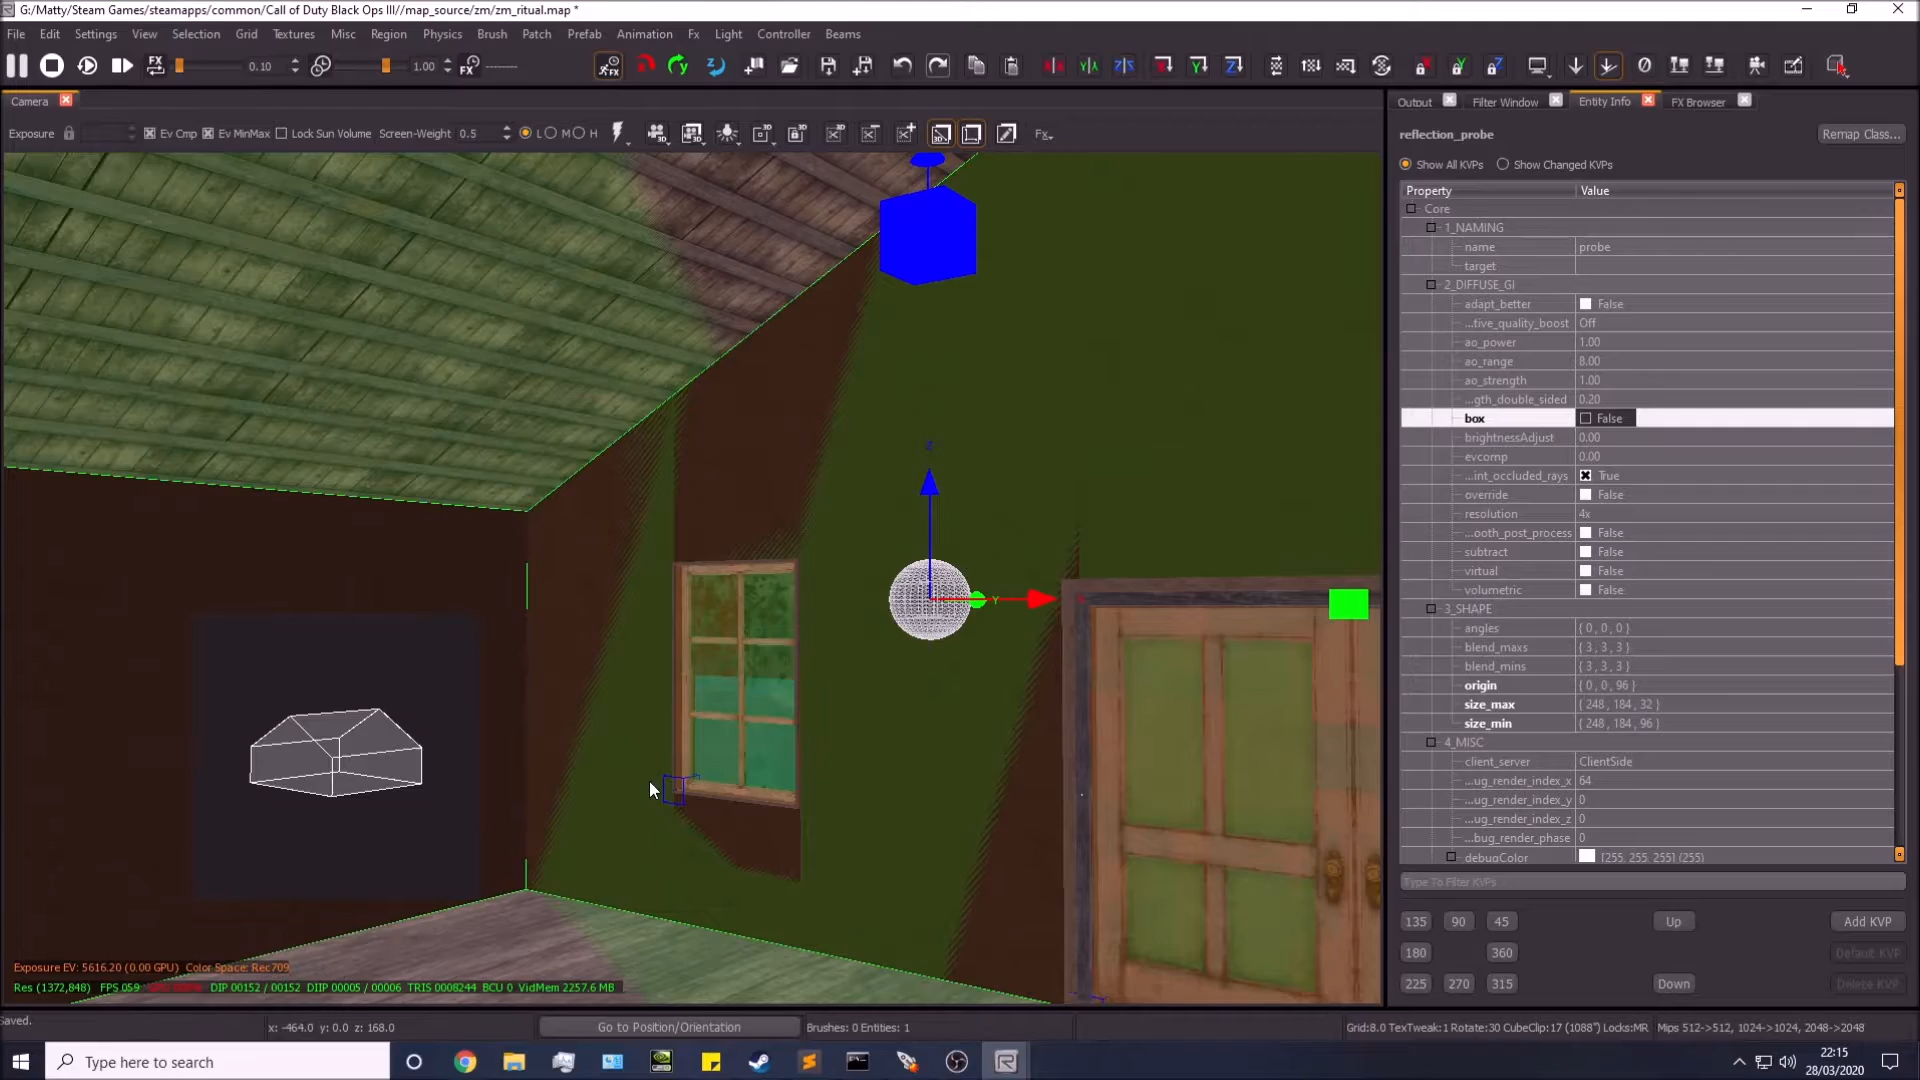 G:/Matty/Steam Games/steamapps/common/Call of Duty Black Ops III//map_source/zm/zm_ritual.map *
File Edit Settings View Selection Grid Textures Misc Region Physics Brush Patch Prefab Animation Fx Light Controller Beams
FX 0.10 1.00 FX
Camera
Output Filter Window Entity Info FX Browser
Exposure Ev Cmp Ev MinMax Lock Sun Volume Screen-Weight 0.5 L M H Fx
reflection_probe Remap Class...
Show All KVPs Show Changed KVPs
Property Value
Core
1_NAMING
name probe
target
2_DIFFUSE_GI
adapt_better False
...tive_quality_boost Off
ao_power 1.00
ao_range 8.00
ao_strength 1.00
...gth_double_sided 0.20
box False
brightnessAdjust 0.00
evcomp 0.00
...int_occluded_rays True
override False
resolution 4x
...ooth_post_process False
subtract False
virtual False
volumetric False
3_SHAPE
angles { 0 , 0 , 0 }
blend_maxs { 3 , 3 , 3 }
blend_mins { 3 , 3 , 3 }
origin { 0 , 0 , 96 }
size_max { 248 , 184 , 32 }
size_min { 248 , 184 , 96 }
4_MISC
client_server ClientSide
...ug_render_index_x 64
...ug_render_index_y 0
...ug_render_index_z 0
...bug_render_phase 0
debugColor [255, 255, 255] (255)
Type To Filter KVPs
135 90 45 Up Add KVP
180 360 Default KVP
225 270 315 Down Delete KVP
Z
Y
Exposure EV: 5616.20 (0.00 GPU) Color Space: Rec709
Res (1372,848) FPS 059 DIP 00152 / 00152 DIIP 00005 / 00006 TRIS 0008244 BCU 0 VidMem 2257.6 MB
Saved. x: -464.0 y: 0.0 z: 168.0 Go to Position/Orientation Brushes: 0 Entities: 1 Grid:8.0 TexTweak:1 Rotate:30 CubeClip:17 (1088") Locks:MR Mips 512->512, 1024->1024, 2048->2048
Type here to search
22:15
28/03/2020